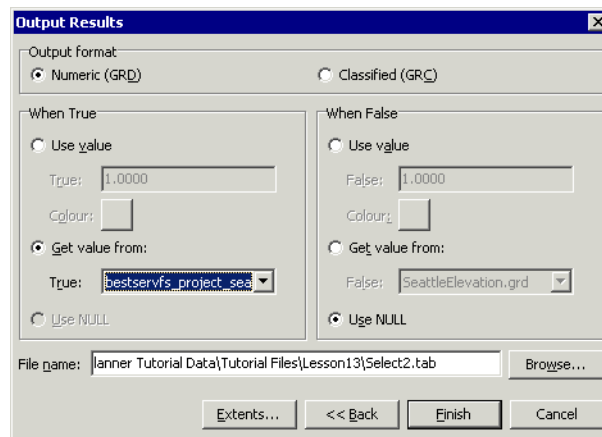 Output Results
Output format
Numeric (GRD)
Classified (GRC)
When True
Use value
True: 1.0000
Colour:
Get value from:
True: bestservfs_project_sea
Use NULL
When False
Use value
False: 1.0000
Colour:
Get value from:
False: SeattleElevation.grd
Use NULL
File name: lanner Tutorial Data\Tutorial Files\Lesson13\Select2.tab Browse...
Extents... << Back Finish Cancel